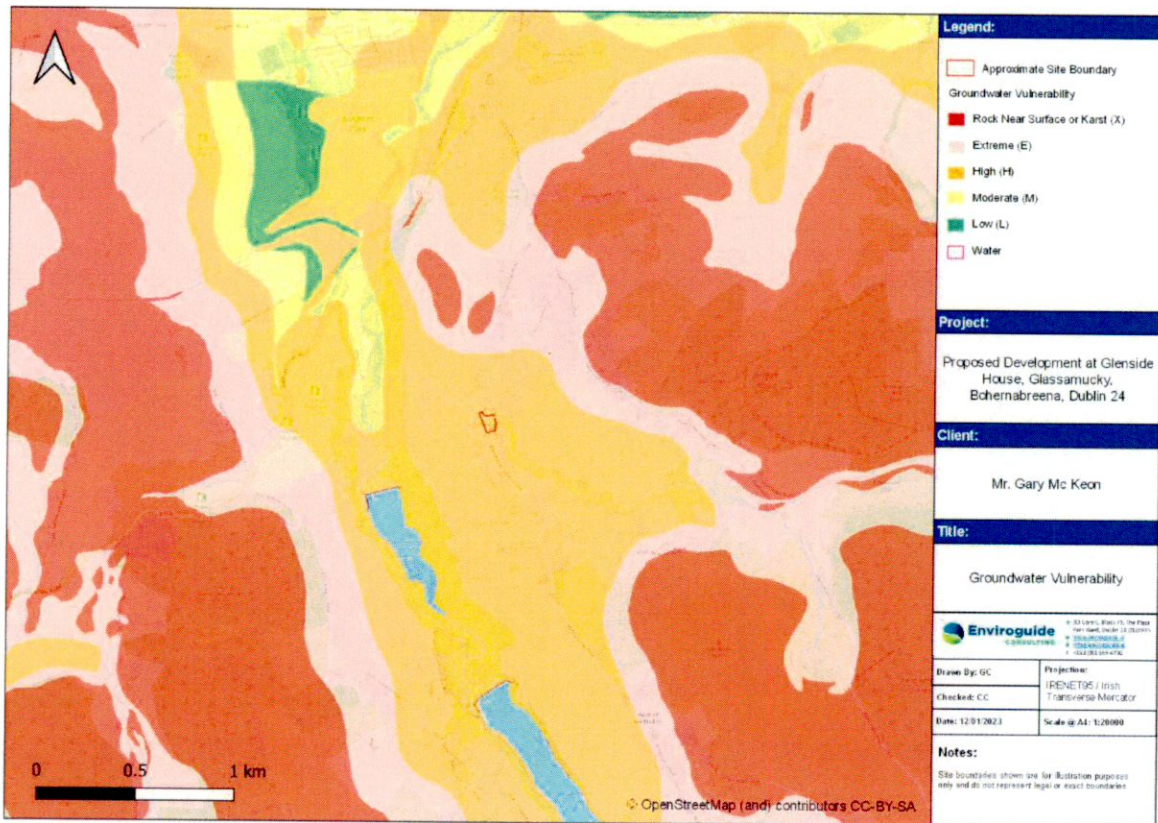 Legend:
Approximate Site Boundary
Groundwater Vulnerability
Rock Near Surface or Karst (X)
Extreme (E)
High (H)
Moderate (M)
Low (L)
Water
Project:
Proposed Development at Glenside
House, Glassamucky,
Bohernabreena, Dublin 24
Client:
Mr. Gary Mc Keon
Title:
Groundwater Vulnerability
Enviroguide
CONSULTING
Drawn By: GC
Projection:
IRENET95 / Irish
Transverse Mercator
Checked: CC
Date: 12/01/2023
Scale @ A4: 1:20000
Notes:
Site boundaries shown are for illustration purposes
only and do not represent legal or exact boundaries
0 0.5 1 km
© OpenStreetMap (and) contributors CC-BY-SA